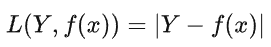 L(Y, f(x)) = |Y − f(x)|